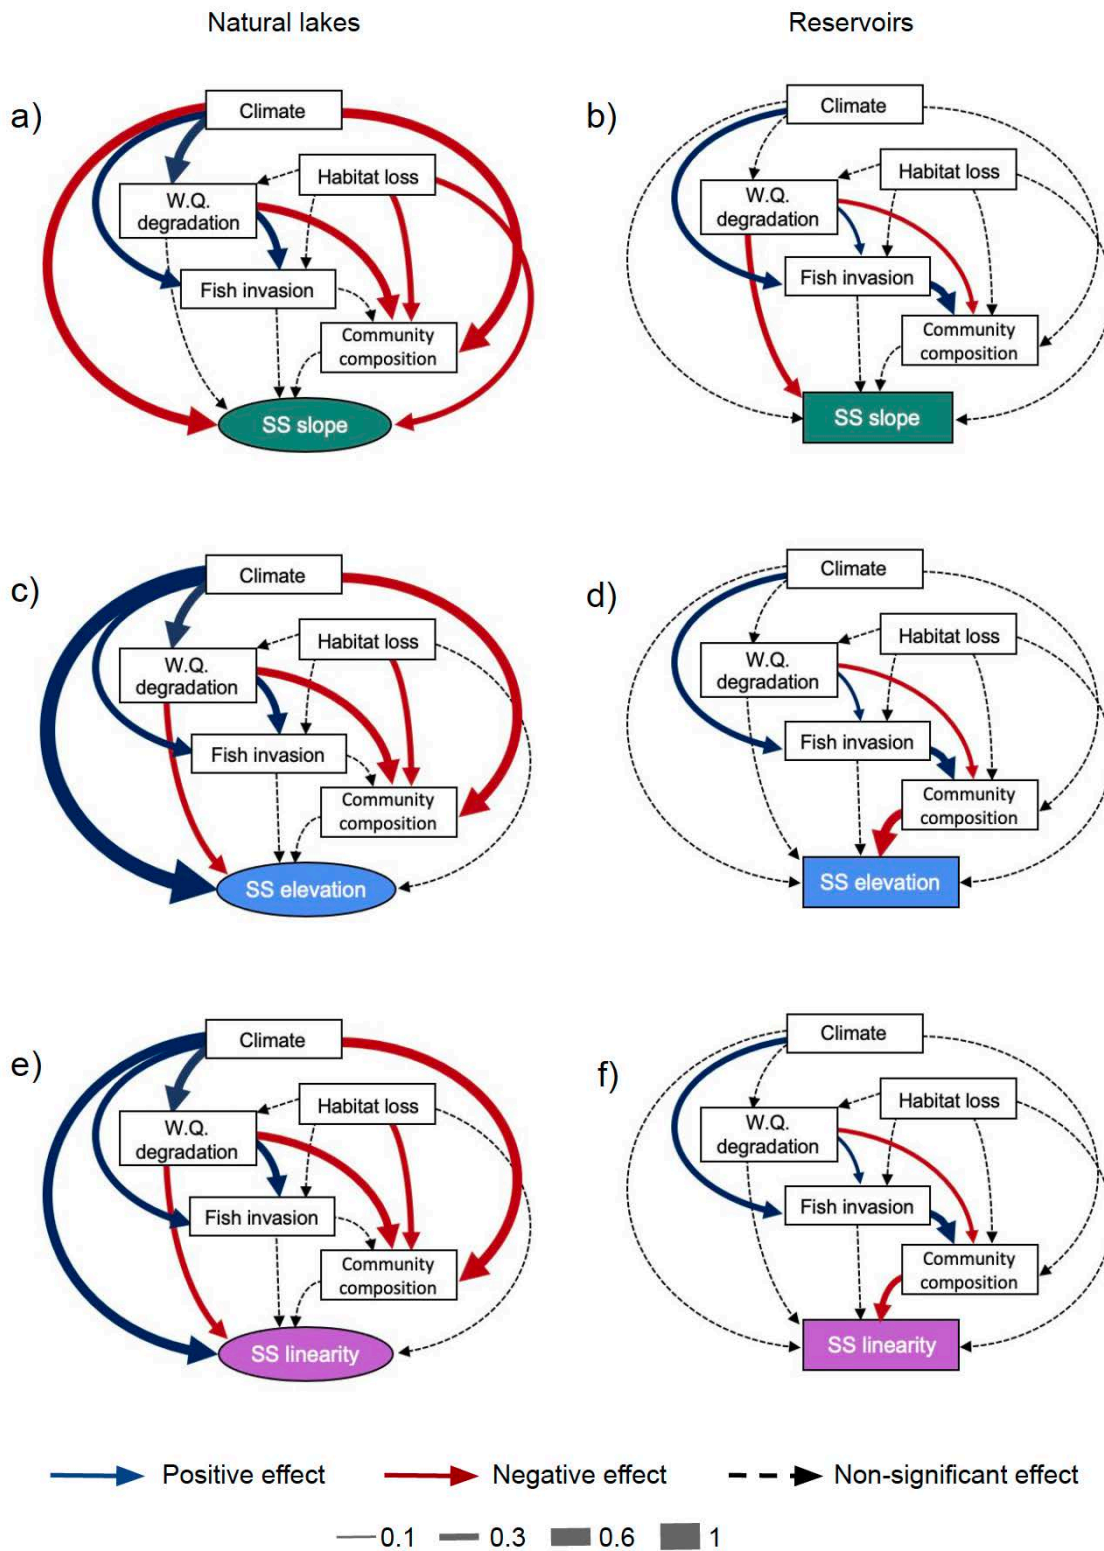 Natural lakes
Reservoirs
a)
Climate
Habitat loss
W.Q.
degradation
Fish invasion
Community
composition
SS slope
b)
Climate
Habitat loss
W.Q.
degradation
Fish invasion
Community
composition
SS slope
c)
Climate
Habitat loss
W.Q.
degradation
Fish invasion
Community
composition
SS elevation
d)
Climate
Habitat loss
W.Q.
degradation
Fish invasion
Community
composition
SS elevation
e)
Climate
Habitat loss
W.Q.
degradation
Fish invasion
Community
composition
SS linearity
f)
Climate
Habitat loss
W.Q.
degradation
Fish invasion
Community
composition
SS linearity
Positive effect
Negative effect
Non-significant effect
0.1
0.3
0.6
1